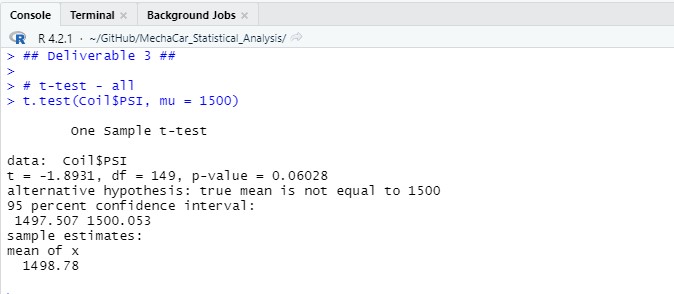 Console Terminal × Background Jobs ×
R R 4.2.1 · ~/GitHub/MechaCar_Statistical_Analysis/
> ## Deliverable 3 ##
>
> # t-test - all
> t.test(Coil$PSI, mu = 1500)
One Sample t-test
data: Coil$PSI
t = -1.8931, df = 149, p-value = 0.06028
alternative hypothesis: true mean is not equal to 1500
95 percent confidence interval:
1497.507 1500.053
sample estimates:
mean of x
1498.78